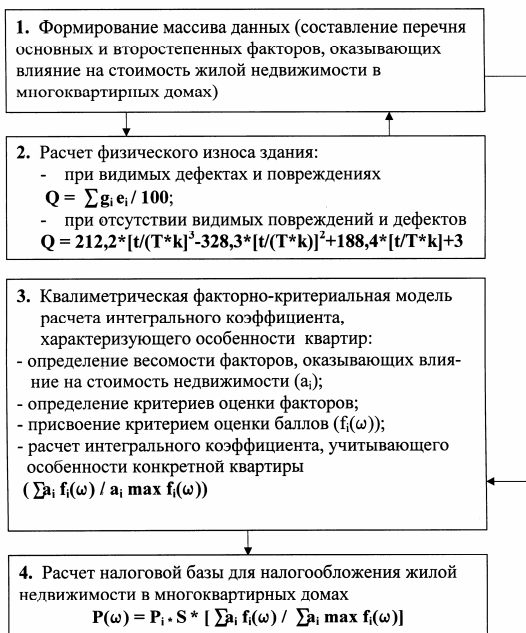 1. Формирование массива данных (составление перечня
основных и второстепенных факторов, оказывающих
влияние на стоимость жилой недвижимости в
многоквартирных домах)
2. Расчет физического износа здания:
- при видимых дефектах и повреждениях
Q = ∑gᵢ eᵢ / 100;
- при отсутствии видимых повреждений и дефектов
Q = 212,2*[t/(T*k]³-328,3*[t/(T*k)]²+188,4*[t/T*k]+3
3. Квалиметрическая факторно-критериальная модель
расчета интегрального коэффициента,
характеризующего особенности квартир:
- определение весомости факторов, оказывающих влия-
ние на стоимость недвижимости (aᵢ);
- определение критериев оценки факторов;
- присвоение критерием оценки баллов (fᵢ(ω));
- расчет интегрального коэффициента, учитывающего
особенности конкретной квартиры
( ∑aᵢ fᵢ(ω) / aᵢ max fᵢ(ω))
4. Расчет налоговой базы для налогообложения жилой
недвижимости в многоквартирных домах
P(ω) = Pᵢ * S * [ ∑aᵢ fᵢ(ω) / ∑aᵢ max fᵢ(ω)]